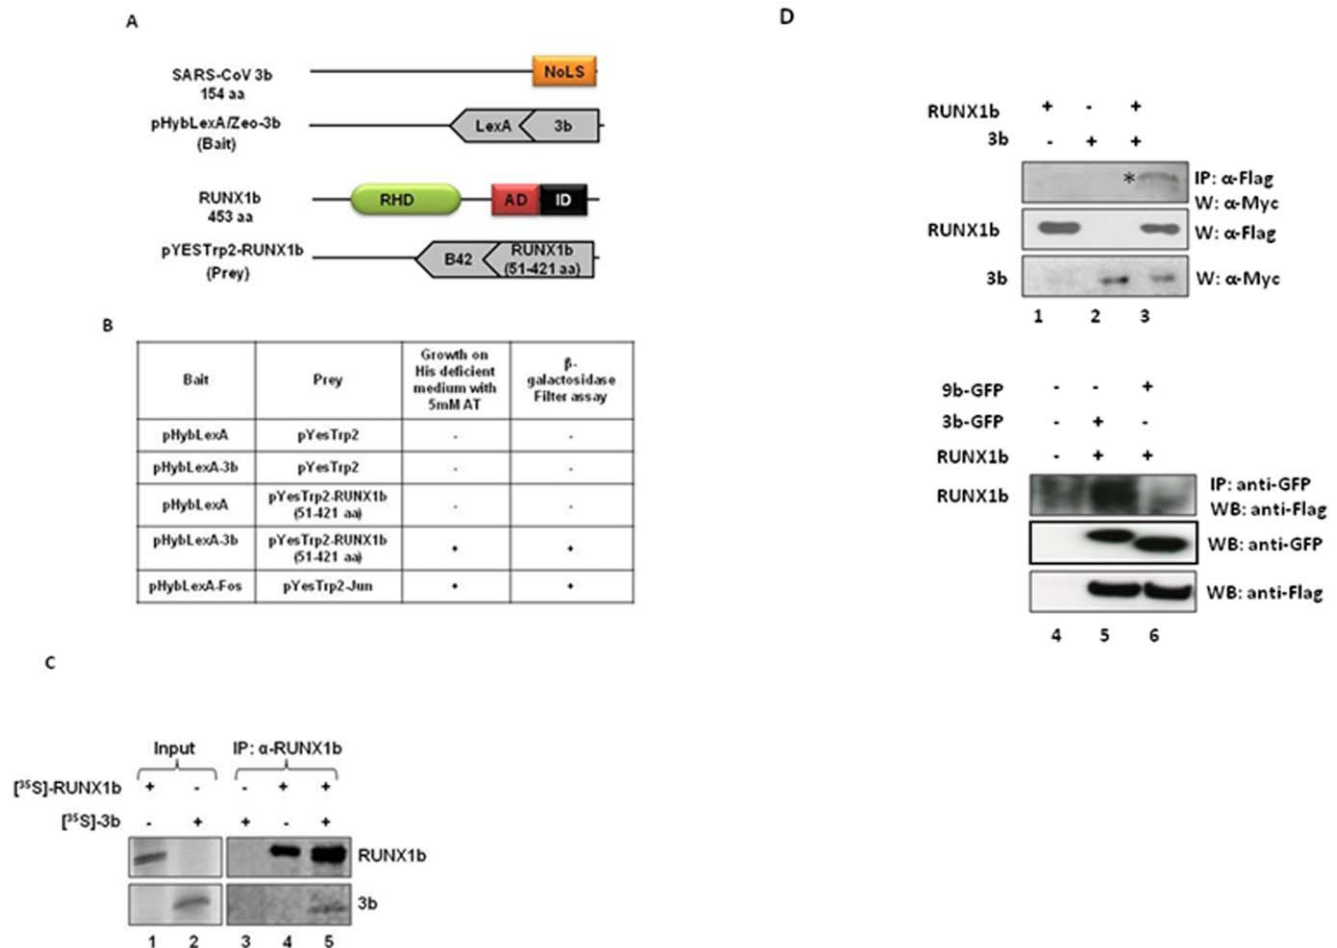 A
SARS-CoV 3b
154 aa
NoLS
pHybLexA/Zeo-3b
(Bait)
LexA
3b
RUNX1b
453 aa
RHD
AD
ID
pYESTrp2-RUNX1b
(Prey)
B42
RUNX1b
(51-421 aa)
B
Bait
Prey
Growth on
His deficient
medium with
5mM AT
β-
galactosidase
Filter assay
pHybLexA
pYesTrp2
-
-
pHybLexA-3b
pYesTrp2
-
-
pHybLexA
pYesTrp2-RUNX1b
(51-421 aa)
-
-
pHybLexA-3b
pYesTrp2-RUNX1b
(51-421 aa)
+
+
pHybLexA-Fos
pYesTrp2-Jun
+
+
C
Input
IP: α-RUNX1b
[³⁵S]-RUNX1b + - - + +
[³⁵S]-3b - + + - +
RUNX1b
3b
1 2 3 4 5
D
RUNX1b + - +
3b - + +
*
IP: α-Flag
W: α-Myc
RUNX1b
W: α-Flag
3b
W: α-Myc
1 2 3
9b-GFP - - +
3b-GFP - + -
RUNX1b - + +
RUNX1b
IP: anti-GFP
WB: anti-Flag
WB: anti-GFP
WB: anti-Flag
4 5 6